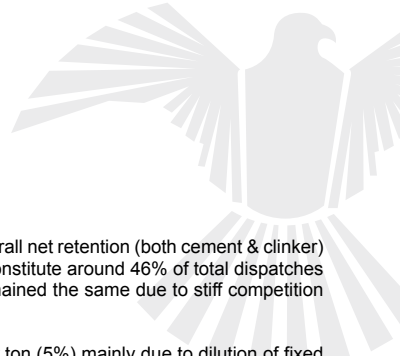 rall net retention (both cement & clinker)
onstitute around 46% of total dispatches
ained the same due to stiff competition
ton (5%) mainly due to dilution of fixed